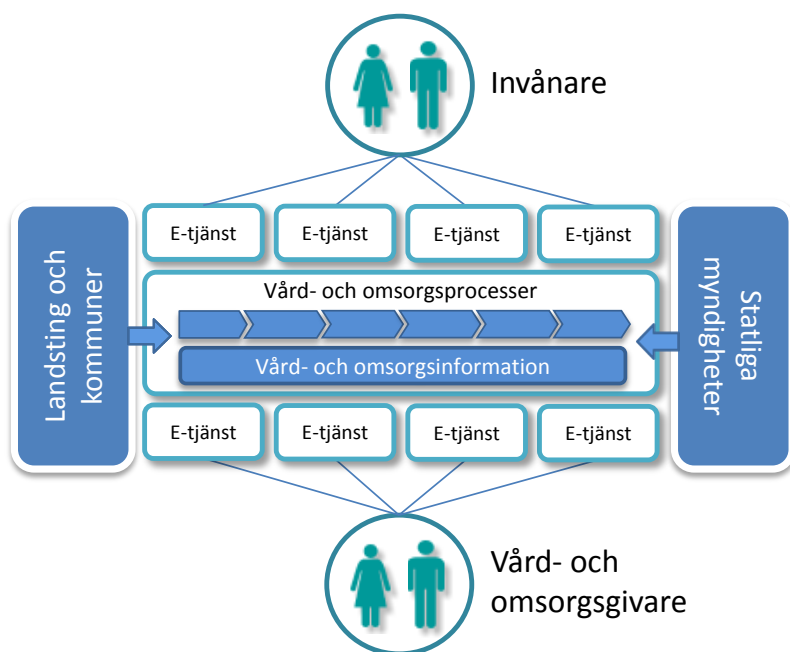 Invånare
E-tjänst
E-tjänst
E-tjänst
E-tjänst
Landsting och
kommuner
Vård- och omsorgsprocesser
Vård- och omsorgsinformation
Statliga
myndigheter
E-tjänst
E-tjänst
E-tjänst
E-tjänst
Vård- och
omsorgsgivare